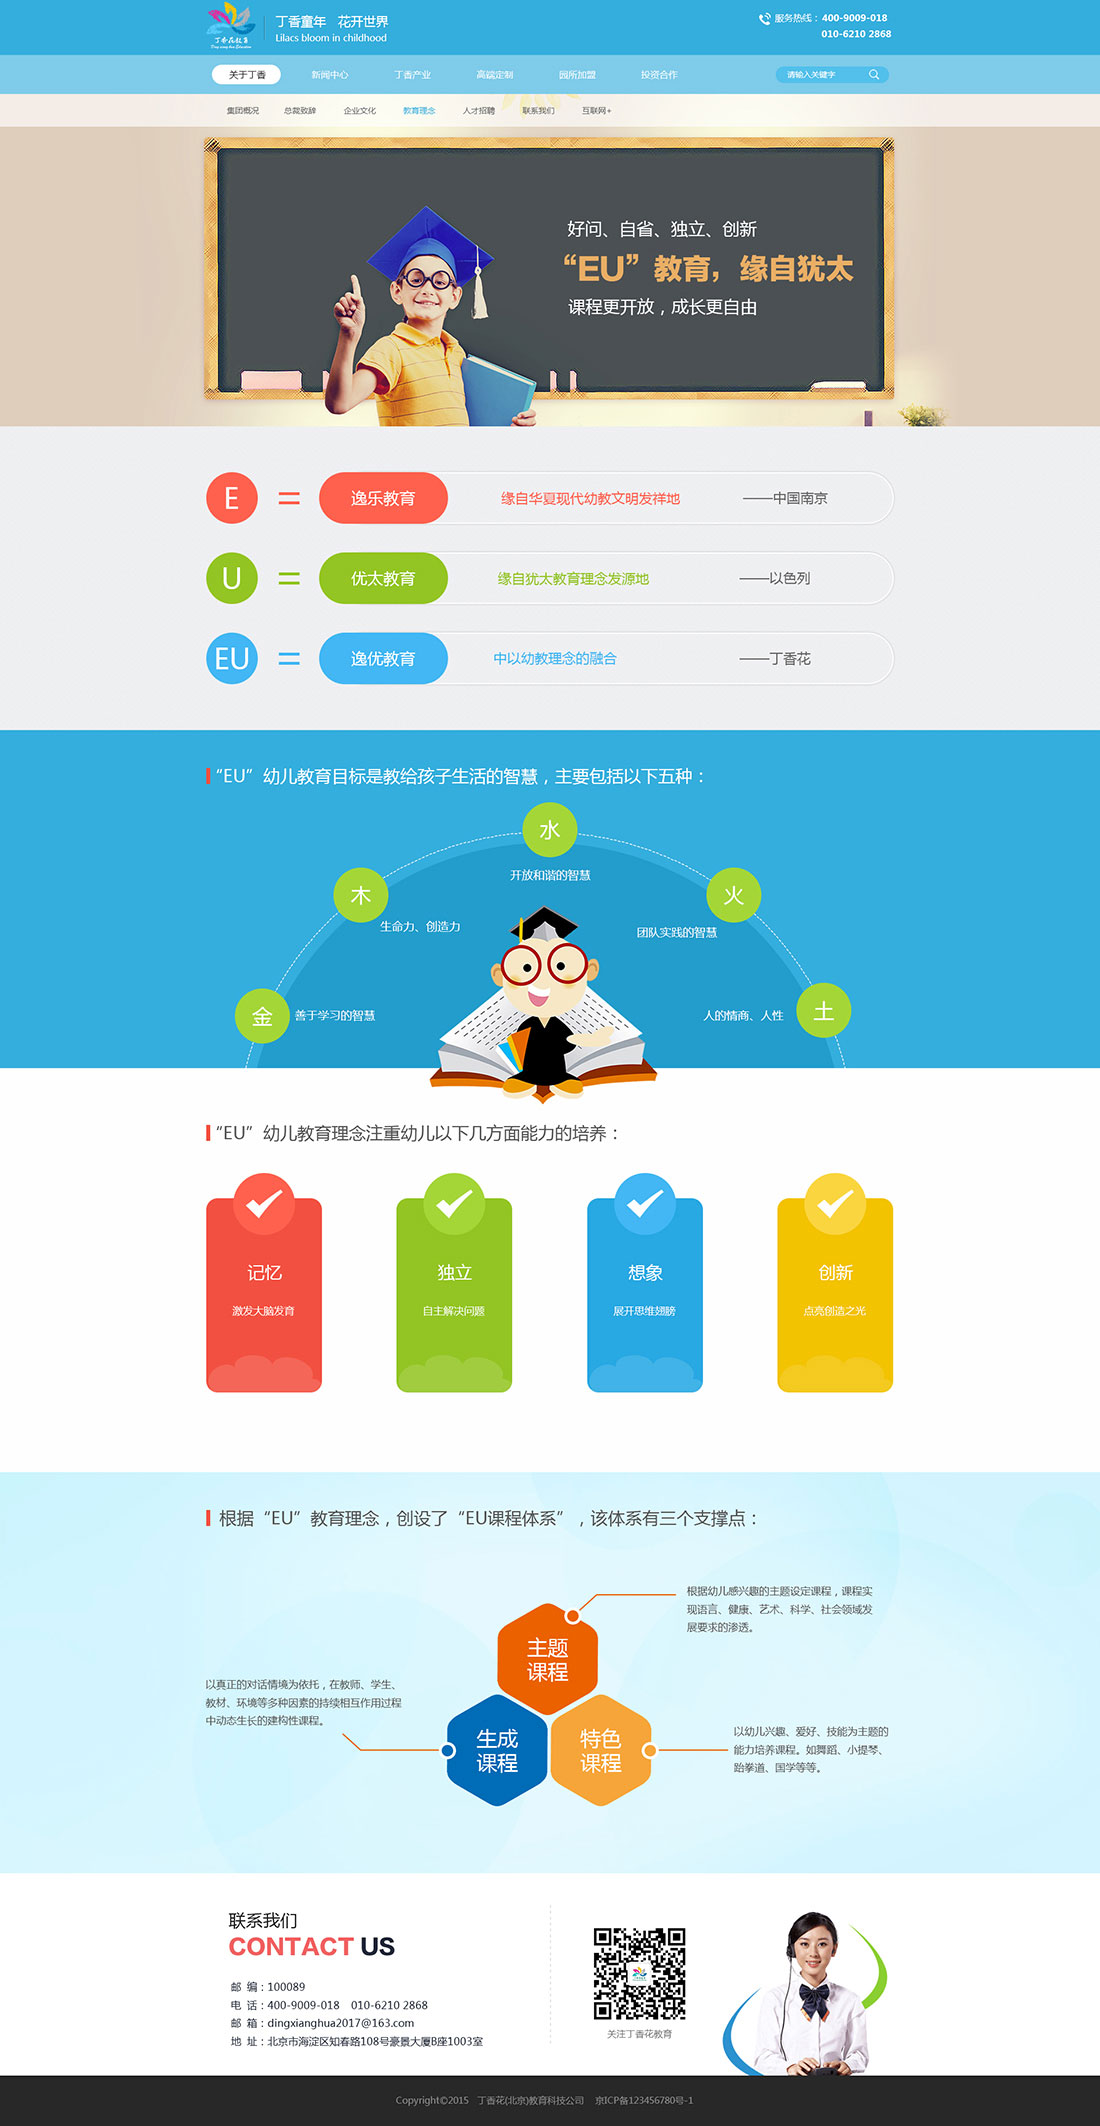 丁香童年 花开世界
Lilacs bloom in childhood
丁香花教育
服务热线：400-9009-018
010-6210 2868
关于丁香 新闻中心 丁香产业 高端定制 园所加盟 投资合作 请输入关键字
集团概况 总裁致辞 企业文化 教育理念 人才招聘 联系我们 互联网+
好问、自省、独立、创新
“EU”教育，缘自犹太
课程更开放，成长更自由
E = 逸乐教育 缘自华夏现代幼教文明发祥地 ——中国南京
U = 优太教育 缘自犹太教育理念发源地 ——以色列
EU = 逸优教育 中以幼教理念的融合 ——丁香花
“EU”幼儿教育目标是教给孩子生活的智慧，主要包括以下五种：
水
开放和谐的智慧
木
生命力、创造力
火
团队实践的智慧
金
善于学习的智慧
人的情商、人性
土
“EU”幼儿教育理念注重幼儿以下几方面能力的培养：
记忆 独立 想象 创新
激发大脑发育 自主解决问题 展开思维翅膀 点亮创造之光
根据“EU”教育理念，创设了“EU课程体系”，该体系有三个支撑点：
根据幼儿感兴趣的主题设定课程，课程实
现语言、健康、艺术、科学、社会领域发
展要求的渗透。
主题
课程
以真正的对话情境为依托，在教师、学生、
教材、环境等多种因素的持续相互作用过程
中动态生长的建构性课程。
生成
课程
特色
课程
以幼儿兴趣、爱好、技能为主题的
能力培养课程。如舞蹈、小提琴、
跆拳道、国学等等。
联系我们
CONTACT US
邮 编：100089
电 话：400-9009-018 010-6210 2868
邮 箱：dingxianghua2017@163.com
地 址：北京市海淀区知春路108号豪景大厦B座1003室
关注丁香花教育
Copyright©2015 丁香花(北京)教育科技公司 京ICP备123456780号-1